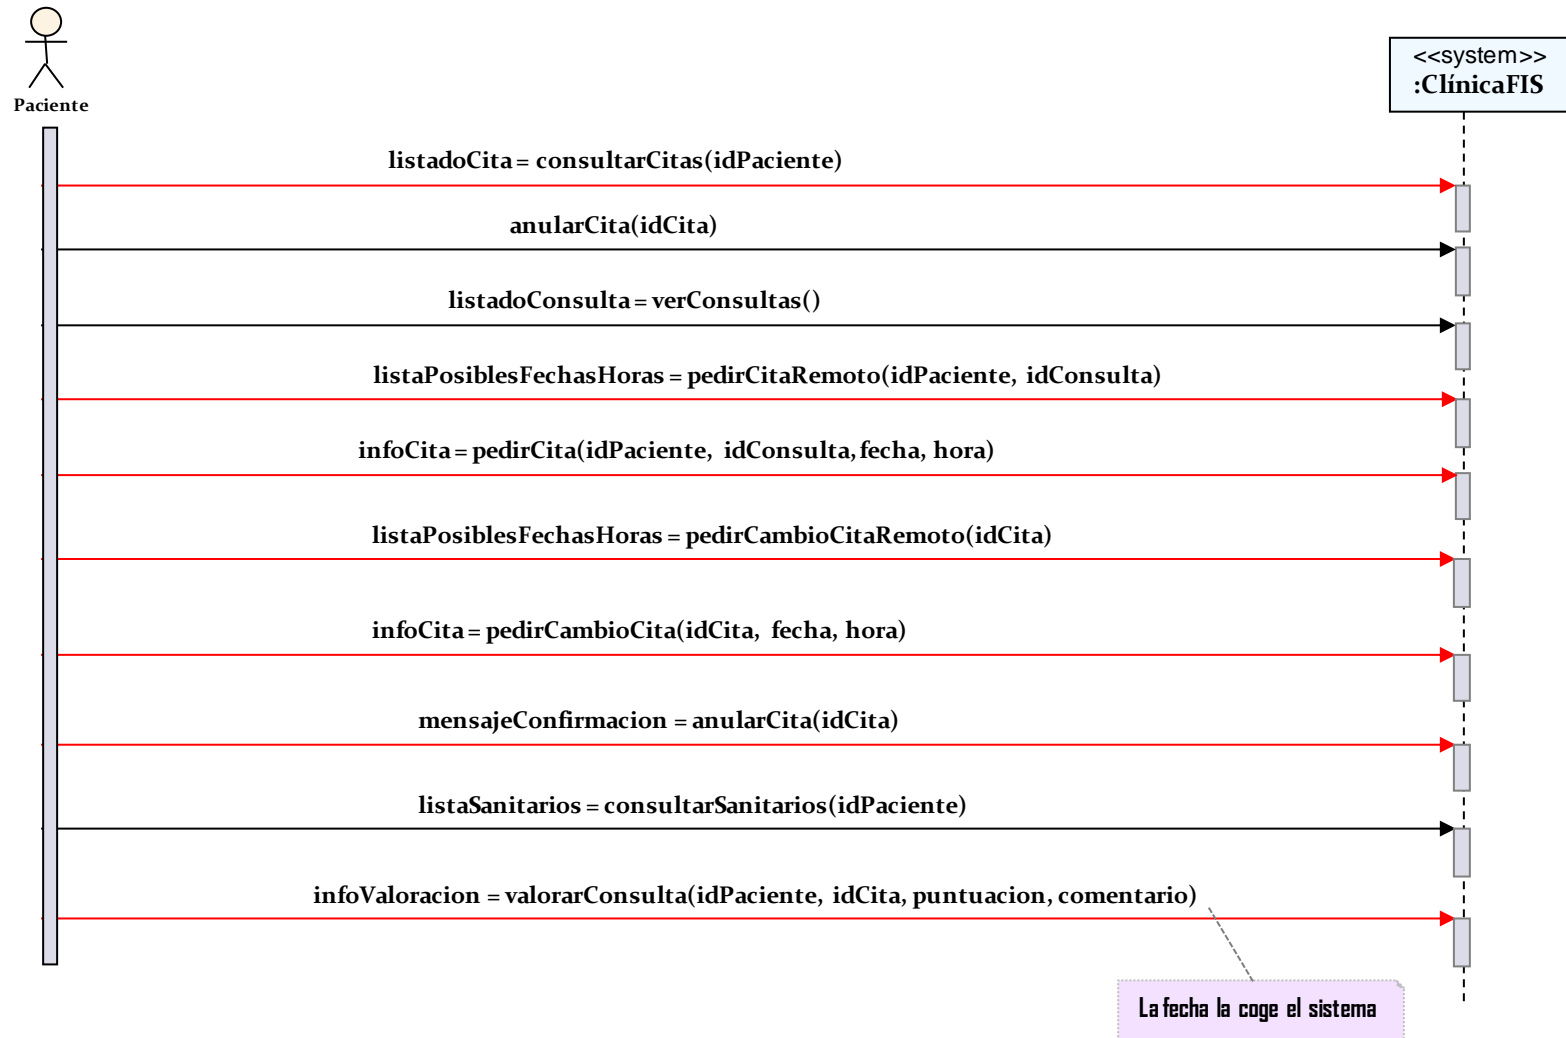 <<system>>
:ClínicaFIS
Paciente
listadoCita = consultarCitas(idPaciente)
anularCita(idCita)
listadoConsulta = verConsultas()
listaPosiblesFechasHoras = pedirCitaRemoto(idPaciente, idConsulta)
infoCita = pedirCita(idPaciente, idConsulta, fecha, hora)
listaPosiblesFechasHoras = pedirCambioCitaRemoto(idCita)
infoCita = pedirCambioCita(idCita, fecha, hora)
mensajeConfirmacion = anularCita(idCita)
listaSanitarios = consultarSanitarios(idPaciente)
infoValoracion = valorarConsulta(idPaciente, idCita, puntuacion, comentario)
La fecha la coge el sistema